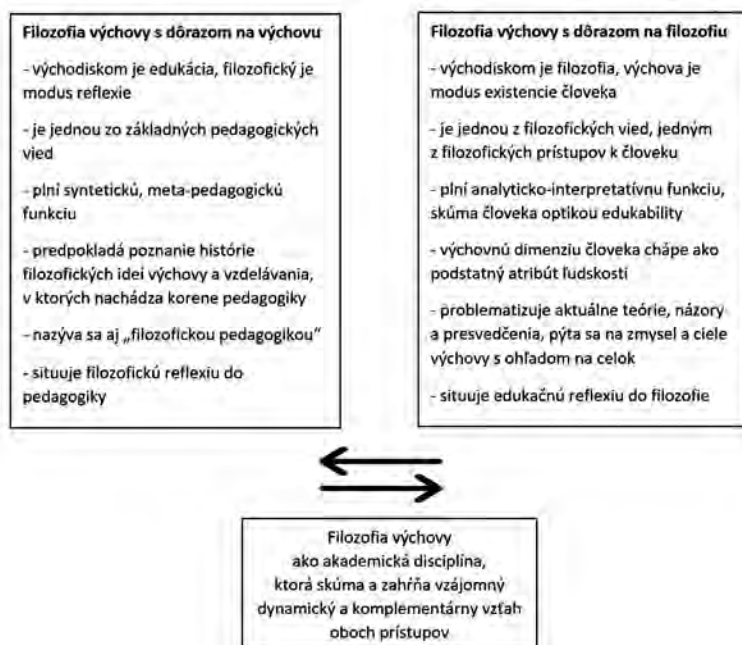 Filozofia výchovy s dôrazom na výchovu
- východiskom je edukácia, filozofický je
modus reflexie
- je jednou zo základných pedagogických
vied
- plní syntetickú, meta-pedagogickú
funkciu
- predpokladá poznanie histórie
filozofických ideí výchovy a vzdelávania,
v ktorých nachádza korene pedagogiky
- nazýva sa aj „filozofickou pedagogikou“
- situuje filozofickú reflexiu do
pedagogiky
Filozofia výchovy s dôrazom na filozofiu
- východiskom je filozofia, výchova je
modus existencie človeka
- je jednou z filozofických vied, jedným
z filozofických prístupov k človeku
- plní analyticko-interpretatívnu funkciu,
skúma človeka optikou edukability
- výchovnú dimenziu človeka chápe ako
podstatný atribút ľudskosti
- problematizuje aktuálne teórie, názory
a presvedčenia, pýta sa na zmysel a ciele
výchovy s ohľadom na celok
- situuje edukačnú reflexiu do filozofie
Filozofia výchovy
ako akademická disciplína,
ktorá skúma a zahŕňa vzájomný
dynamický a komplementárny vzťah
oboch prístupov